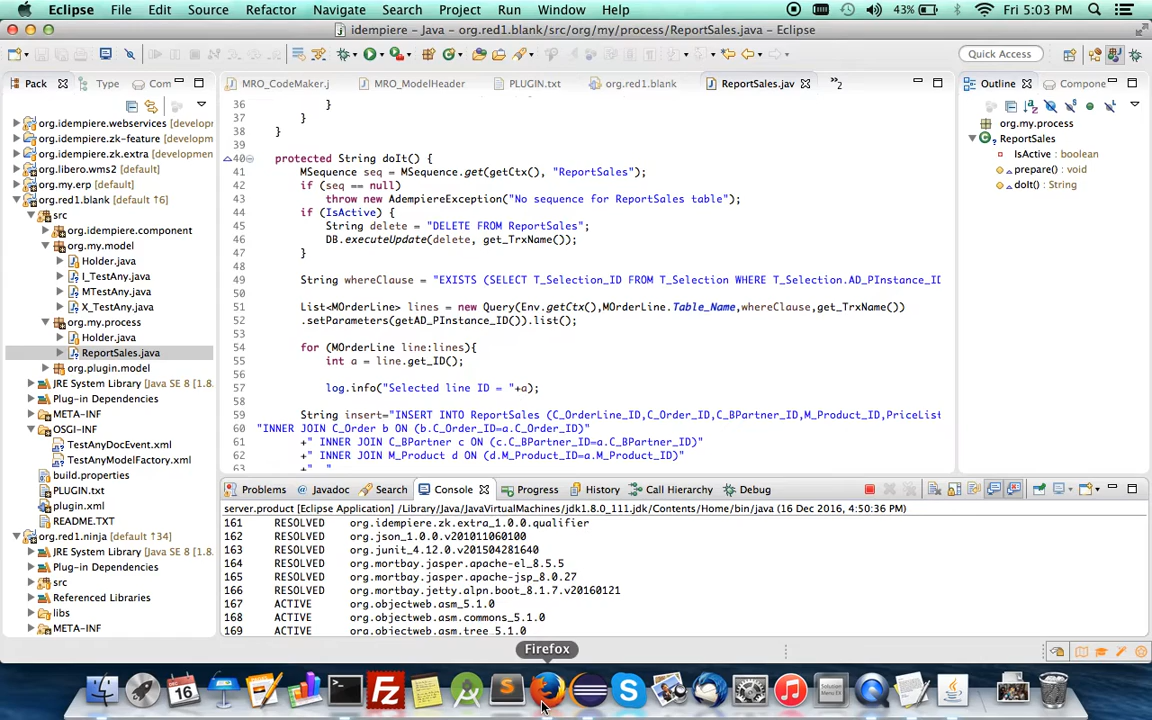 Eclipse File Edit Source Refactor Navigate Search Project Run Window Help 43% Fri 5:03 PM
idempiere - Java - org.red1.blank/src/org/my/process/ReportSales.java - Eclipse
Quick Access
Pack Type Com
MRO_CodeMaker.j MRO_ModelHeader PLUGIN.txt org.red1.blank ReportSales.jav »2
Outline Compone
org.idempiere.webservices [develop
org.idempiere.zk-feature [develop
org.idempiere.zk.extra [developmen
org.libero.wms2 [default]
org.my.erp [default]
org.red1.blank [default ↑6]
src
org.idempiere.component
org.my.model
Holder.java
I_TestAny.java
MTestAny.java
X_TestAny.java
org.my.process
Holder.java
ReportSales.java
org.plugin.model
JRE System Library [Java SE 8 [1.8.
Plug-in Dependencies
META-INF
OSGI-INF
TestAnyDocEvent.xml
TestAnyModelFactory.xml
build.properties
PLUGIN.txt
plugin.xml
README.TXT
org.red1.ninja [default ↑34]
JRE System Library [Java SE 8 [1.8.
Plug-in Dependencies
src
Referenced Libraries
libs
META-INF
36 }
37 }
38 }
39
40 protected String doIt() {
41 MSequence seq = MSequence.get(getCtx(), "ReportSales");
42 if (seq == null)
43 throw new AdempiereException("No sequence for ReportSales table");
44 if (IsActive) {
45 String delete = "DELETE FROM ReportSales";
46 DB.executeUpdate(delete, get_TrxName());
47 }
48
49 String whereClause = "EXISTS (SELECT T_Selection_ID FROM T_Selection WHERE T_Selection.AD_PInstance_ID
50
51 List<MOrderLine> lines = new Query(Env.getCtx(),MOrderLine.Table_Name,whereClause,get_TrxName())
52 .setParameters(getAD_PInstance_ID()).list();
53
54 for (MOrderLine line:lines){
55 int a = line.get_ID();
56
57 log.info("Selected line ID = "+a);
58
59 String insert="INSERT INTO ReportSales (C_OrderLine_ID,C_Order_ID,C_BPartner_ID,M_Product_ID,PriceList
60 "INNER JOIN C_Order b ON (b.C_OrderID=a.C_OrderID)"
61 +" INNER JOIN C_BPartner c ON (c.C_BPartner_ID=a.C_BPartner_ID)"
62 +" INNER JOIN M_Product d ON (d.M_Product_ID=a.M_Product_ID)"
63 +" "
org.my.process
ReportSales
IsActive : boolean
prepare() : void
doIt() : String
Problems Javadoc Search Console Progress History Call Hierarchy Debug
server.product [Eclipse Application] /Library/Java/JavaVirtualMachines/jdk1.8.0_111.jdk/Contents/Home/bin/java (16 Dec 2016, 4:50:36 PM)
161 RESOLVED org.idempiere.zk.extra_1.0.0.qualifier
162 RESOLVED org.json_1.0.0.v201011060100
163 RESOLVED org.junit_4.12.0.v201504281640
164 RESOLVED org.mortbay.jasper.apache-el_8.5.5
165 RESOLVED org.mortbay.jasper.apache-jsp_8.0.27
166 RESOLVED org.mortbay.jetty.alpn.boot_8.1.7.v20160121
167 ACTIVE org.objectweb.asm_5.1.0
168 ACTIVE org.objectweb.asm.commons_5.1.0
169 ACTIVE org.objectweb.asm.tree_5.1.0
Firefox